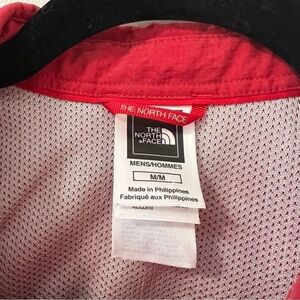 THE NORTH FACE
THE
NORTH
FACE
MENS/HOMMES
M/M
Made in Philippines
Fabriqué aux Philippines